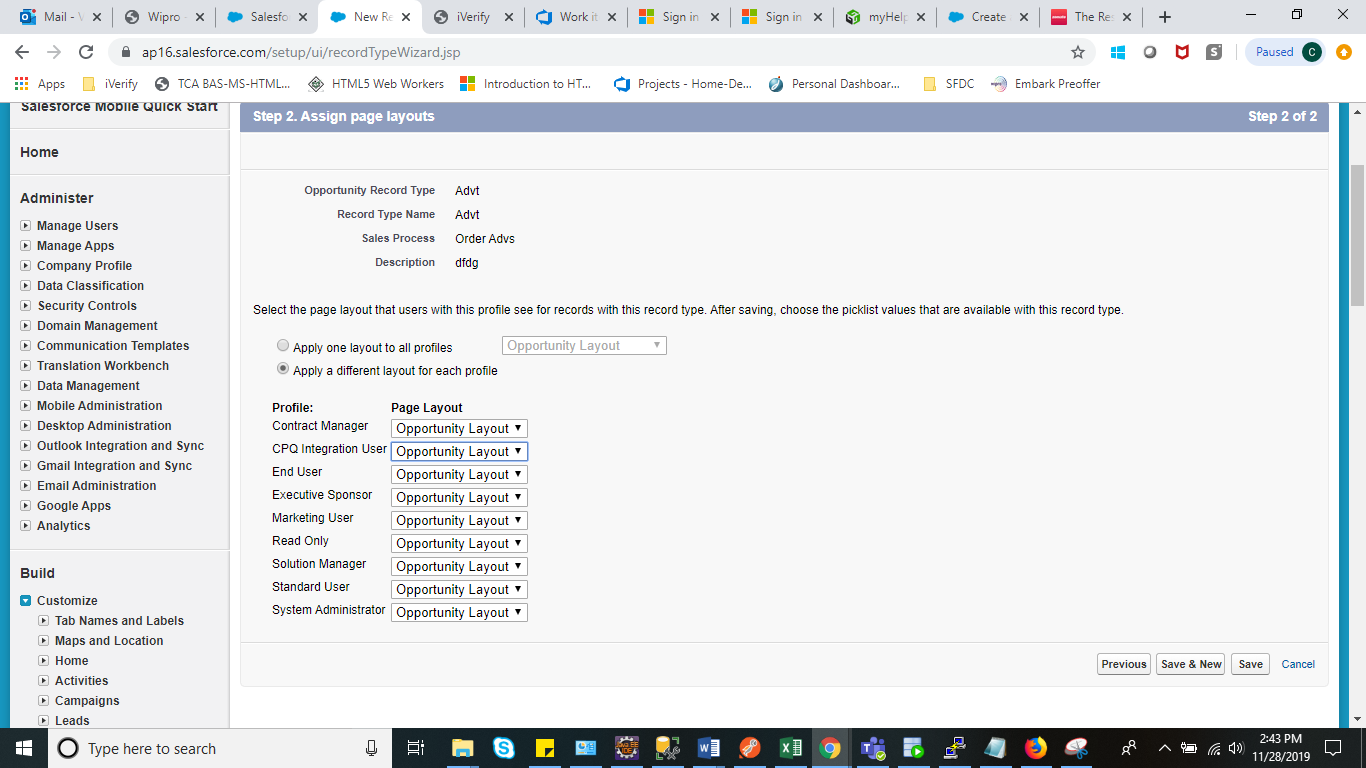 Mail - V
Wipro -
Salesfo
New Re
iVerify
Work it
Sign in
Sign in
myHelp
Create
The Res
ap16.salesforce.com/setup/ui/recordTypeWizard.jsp
Paused C
Apps
iVerify
TCA BAS-MS-HTML...
HTML5 Web Workers
Introduction to HT...
Projects - Home-De...
Personal Dashboar...
SFDC
Embark Preoffer
Salesforce Mobile Quick Start
Home
Administer
Manage Users
Manage Apps
Company Profile
Data Classification
Security Controls
Domain Management
Communication Templates
Translation Workbench
Data Management
Mobile Administration
Desktop Administration
Outlook Integration and Sync
Gmail Integration and Sync
Email Administration
Google Apps
Analytics
Build
Customize
Tab Names and Labels
Maps and Location
Home
Activities
Campaigns
Leads
Step 2. Assign page layouts Step 2 of 2
Opportunity Record Type Advt
Record Type Name Advt
Sales Process Order Advs
Description dfdg
Select the page layout that users with this profile see for records with this record type. After saving, choose the picklist values that are available with this record type.
Apply one layout to all profiles Opportunity Layout
Apply a different layout for each profile
Profile: Page Layout
Contract Manager Opportunity Layout
CPQ Integration User Opportunity Layout
End User Opportunity Layout
Executive Sponsor Opportunity Layout
Marketing User Opportunity Layout
Read Only Opportunity Layout
Solution Manager Opportunity Layout
Standard User Opportunity Layout
System Administrator Opportunity Layout
Previous Save & New Save Cancel
Type here to search
2:43 PM
11/28/2019